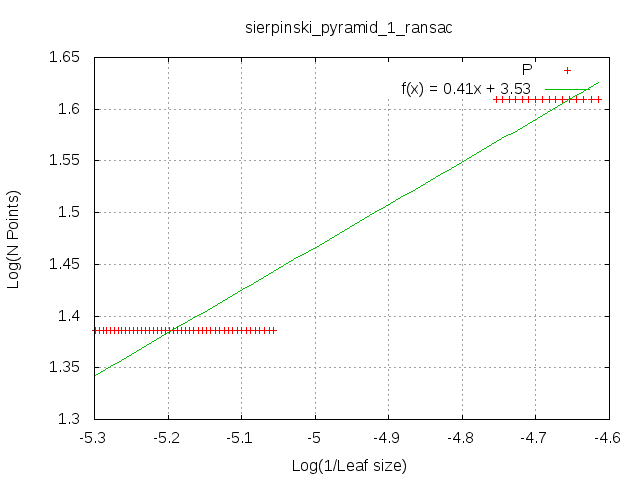 sierpinski_pyramid_1_ransac
P
f(x) = 0.41x + 3.53
1.65
1.6
1.55
1.5
1.45
1.4
1.35
1.3
Log(N Points)
-5.3 -5.2 -5.1 -5 -4.9 -4.8 -4.7 -4.6
Log(1/Leaf size)